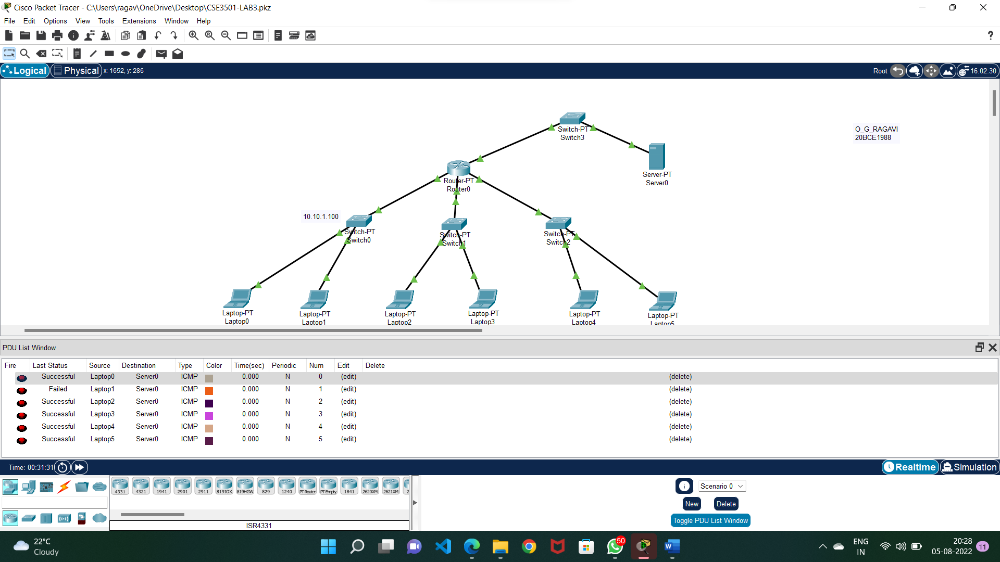 Cisco Packet Tracer - C:\Users\ragav\OneDrive\Desktop\CSE3501-LAB3.pkz
File Edit Options View Tools Extensions Window Help
?
Logical Physical x: 1652, y: 286 Root 16:02:30
Switch-PT
Switch3
O_G_RAGAVI
20BCE1988
Server-PT
Server0
Router-PT
Router0
10.10.1.100
Switch-PT
Switch0
Switch-PT
Switch1
Switch-PT
Switch2
Laptop-PT
Laptop0
Laptop-PT
Laptop1
Laptop-PT
Laptop2
Laptop-PT
Laptop3
Laptop-PT
Laptop4
Laptop-PT
Laptop5
PDU List Window
Fire Last Status Source Destination Type Color Time(sec) Periodic Num Edit Delete
Successful Laptop0 Server0 ICMP 0.000 N 0 (edit) (delete)
Failed Laptop1 Server0 ICMP 0.000 N 1 (edit) (delete)
Successful Laptop2 Server0 ICMP 0.000 N 2 (edit) (delete)
Successful Laptop3 Server0 ICMP 0.000 N 3 (edit) (delete)
Successful Laptop4 Server0 ICMP 0.000 N 4 (edit) (delete)
Successful Laptop5 Server0 ICMP 0.000 N 5 (edit) (delete)
Time: 00:31:31 Realtime Simulation
4331 4321 1941 2901 2911 819IOX 819HGW 829 1240 PT-Router PT-Empty 1841 2620XM 2621XM 2
ISR4331
Scenario 0
New Delete
Toggle PDU List Window
22°C
Cloudy
50
ENG
IN
20:28
05-08-2022
11